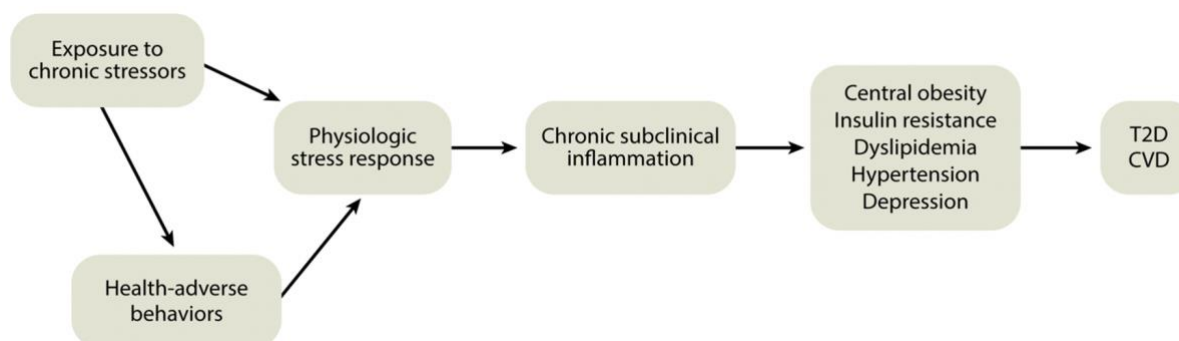 Exposure to
chronic stressors
Health-adverse
behaviors
Physiologic
stress response
Chronic subclinical
inflammation
Central obesity
Insulin resistance
Dyslipidemia
Hypertension
Depression
T2D
CVD